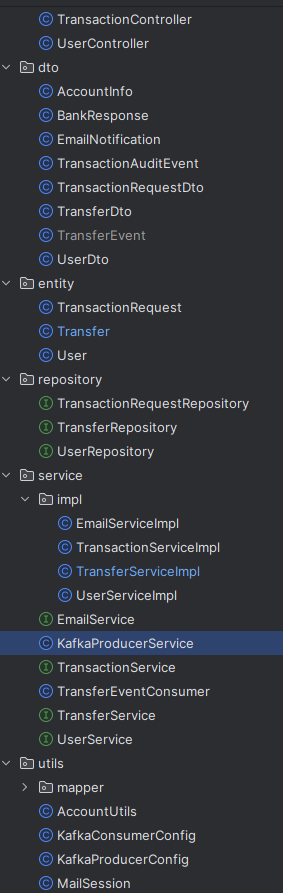 TransactionController
UserController
dto
AccountInfo
BankResponse
EmailNotification
TransactionAuditEvent
TransactionRequestDto
TransferDto
TransferEvent
UserDto
entity
TransactionRequest
Transfer
User
repository
TransactionRequestRepository
TransferRepository
UserRepository
service
impl
EmailServiceImpl
TransactionServiceImpl
TransferServiceImpl
UserServiceImpl
EmailService
KafkaProducerService
TransactionService
TransferEventConsumer
TransferService
UserService
utils
mapper
AccountUtils
KafkaConsumerConfig
KafkaProducerConfig
MailSession